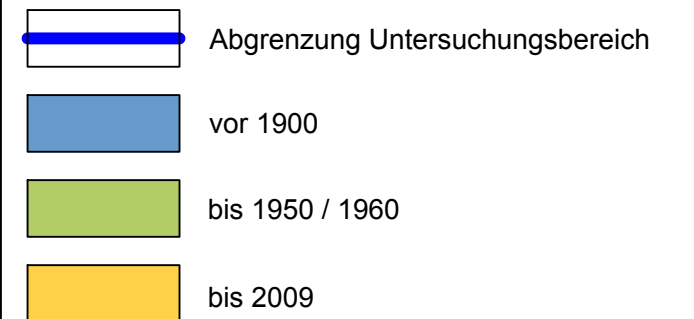 Abgrenzung Untersuchungsbereich
vor 1900
bis 1950 / 1960
bis 2009